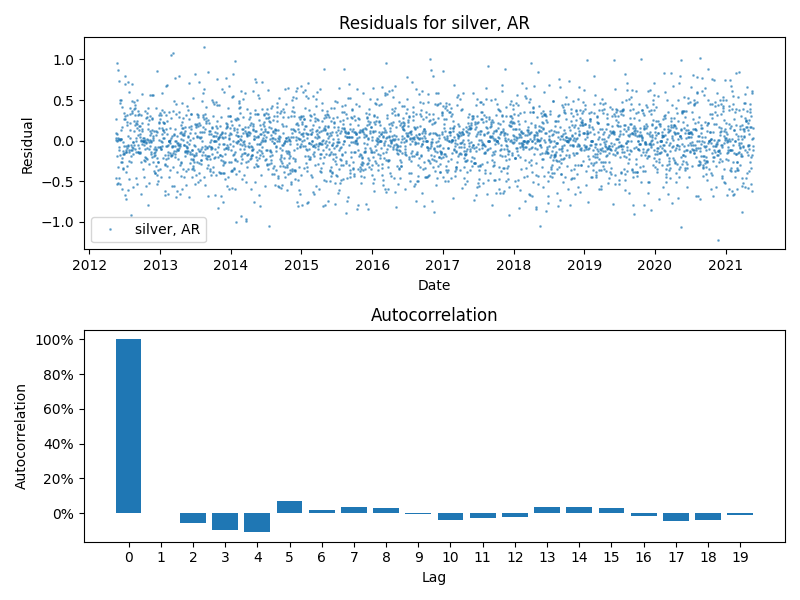 Residuals for silver, AR
1.0
0.5
0.0
−0.5
−1.0
Residual
silver, AR
2012 2013 2014 2015 2016 2017 2018 2019 2020 2021
Date
Autocorrelation
100%
80%
60%
40%
20%
0%
Autocorrelation
0 1 2 3 4 5 6 7 8 9 10 11 12 13 14 15 16 17 18 19
Lag